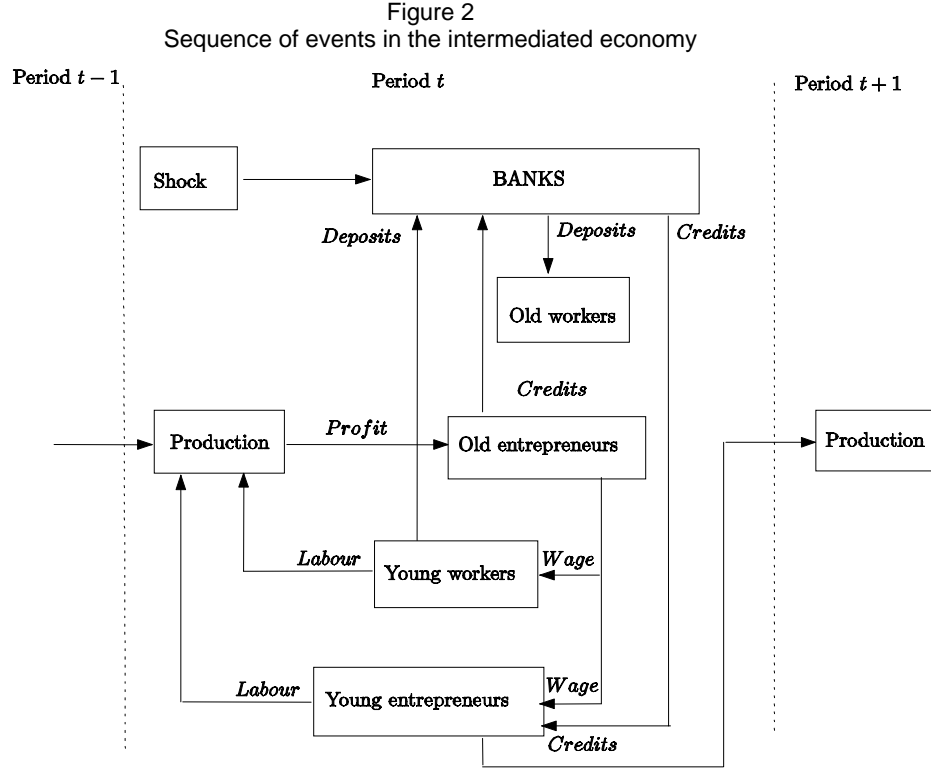 Figure 2
Sequence of events in the intermediated economy
Period t − 1
Period t
Period t + 1
Shock
BANKS
Deposits
Deposits
Credits
Old workers
Credits
Production
Profit
Old entrepreneurs
Production
Labour
Young workers
Wage
Labour
Young entrepreneurs
Wage
Credits